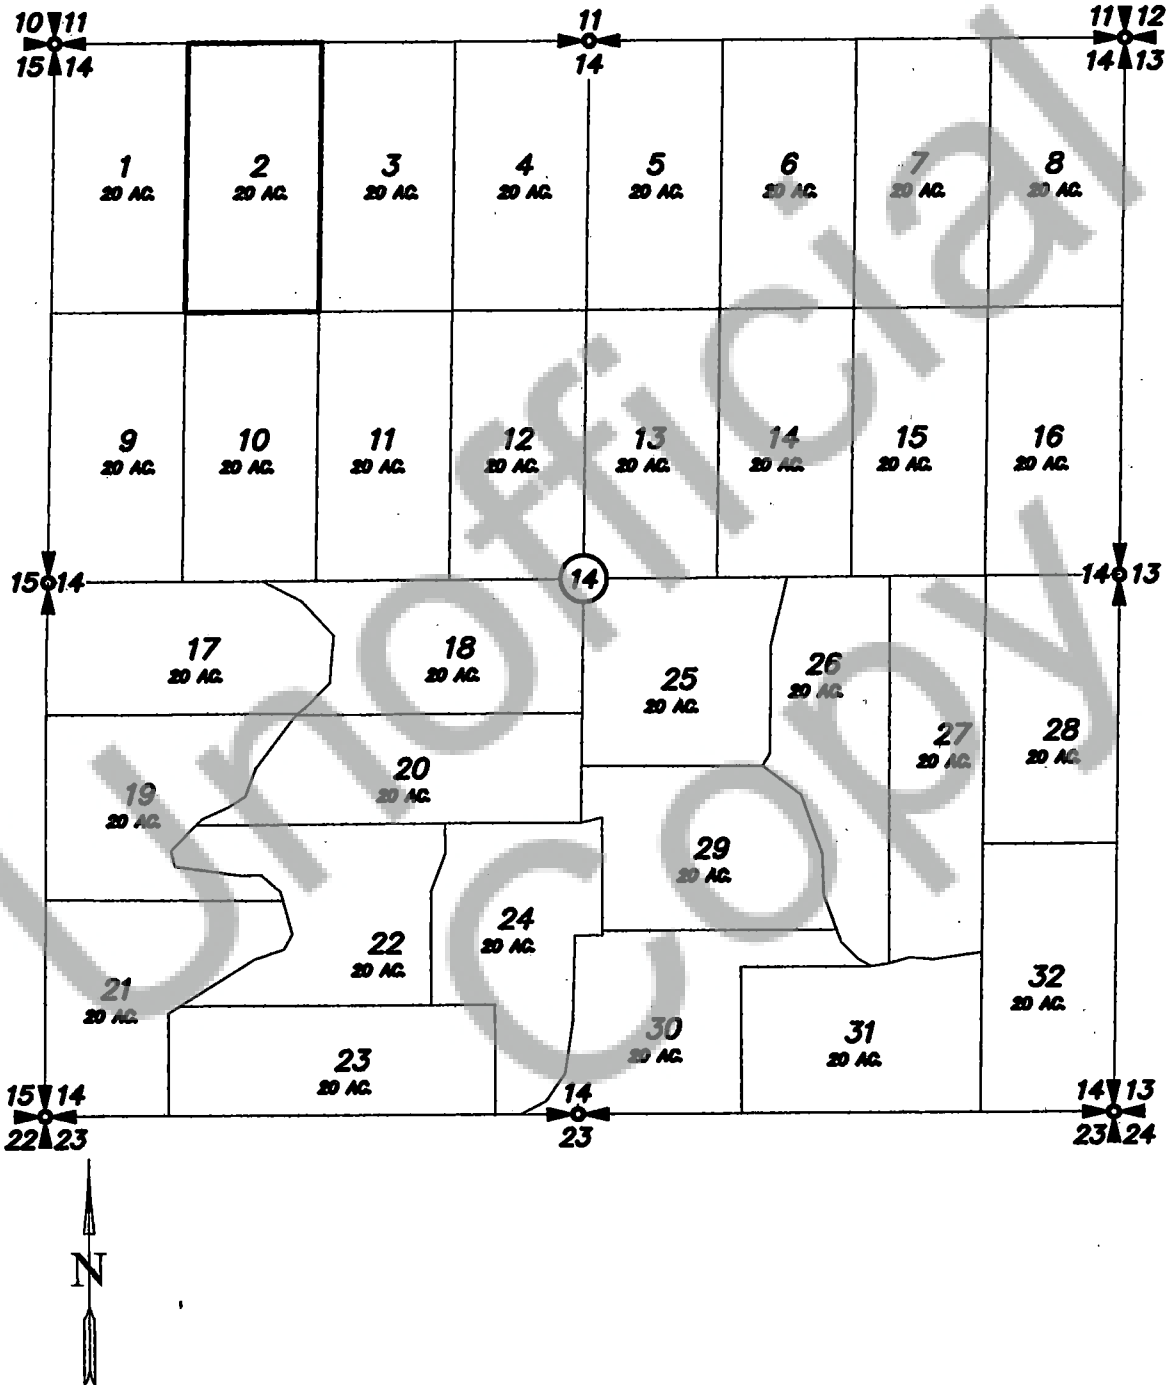 10 11 11 11 12
15 14 14 14 13
1 2 3 4 5 6 7 8
20 AC. 20 AC. 20 AC. 20 AC. 20 AC. 20 AC. 20 AC. 20 AC.
9 10 11 12 13 14 15 16
20 AC. 20 AC. 20 AC. 20 AC. 20 AC. 20 AC. 20 AC. 20 AC.
15 14 14 14 13
17 18 25 26
20 AC. 20 AC. 20 AC. 20 AC.
27 28
20 AC. 20 AC.
19 20
20 AC. 20 AC.
29
20 AC.
22 24
20 AC. 20 AC.
21 32
20 AC. 20 AC.
23 30 31
20 AC. 20 AC. 20 AC.
15 14 14 14 13
22 23 23 23 24
N
Unofficial
Copy